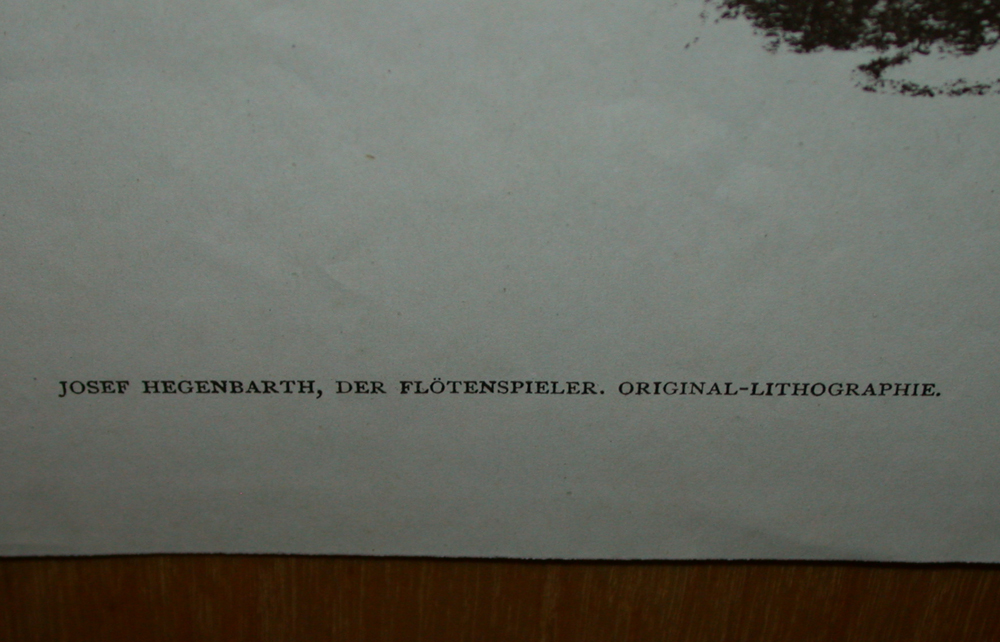 JOSEF HEGENBARTH, DER FLÖTENSPIELER. ORIGINAL-LITHOGRAPHIE.